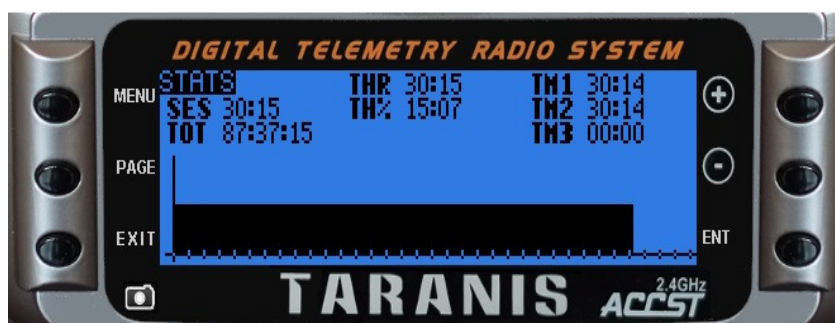 DIGITAL TELEMETRY RADIO SYSTEM
MENU
STATS THR 30:15 TM1 30:14
SES 30:15 TH% 15:07 TM2 30:14
TOT 87:37:15 TM3 00:00
+
PAGE
-
EXIT
ENT
TARANIS
2.4GHz
ACCST